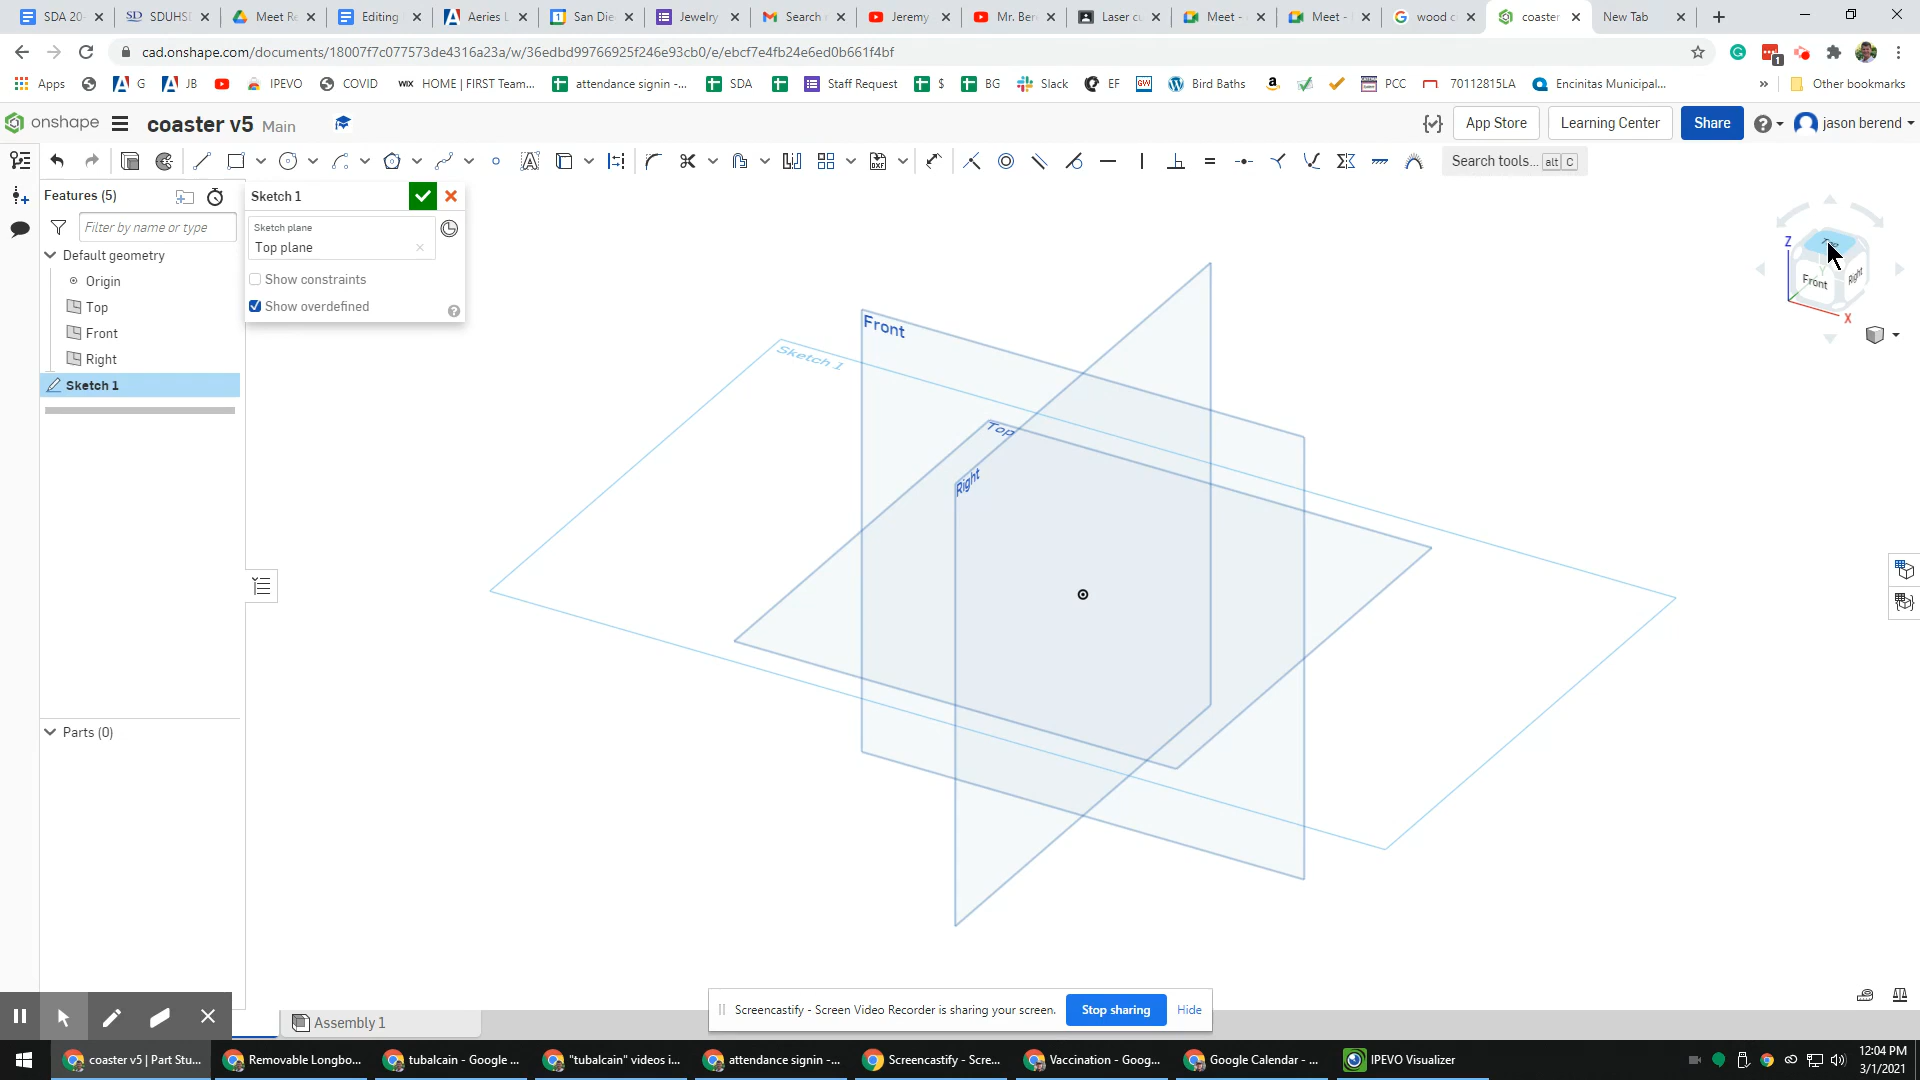 SDA 20
SDUHS
Meet Re
Editing
Aeries L
San Die
Jewelry
Search r
Jeremy
Mr. Ber
Laser cu
Meet -
Meet -
wood c
coaster
New Tab
cad.onshape.com/documents/18007f7c077573de4316a23a/w/36edbd99766925f246e93cb0/e/ebcf7e4fb24e6ed0b661f4bf
Apps
G
JB
IPEVO
COVID
WIX HOME | FIRST Team...
attendance signin -...
SDA
Staff Request
$
BG
Slack
EF
GW
Bird Baths
PCC
70112815LA
Encinitas Municipal...
»
Other bookmarks
onshape
coaster v5 Main
App Store
Learning Center
Share
jason berend
Search tools... alt C
Features (5)
Filter by name or type
Default geometry
Origin
Top
Front
Right
Sketch 1
Parts (0)
Sketch 1
Sketch plane
Top plane
Show constraints
Show overdefined
Front
Sketch 1
Top
Right
Z
Front
Right
Y
X
Assembly 1
Screencastify - Screen Video Recorder is sharing your screen.
Stop sharing
Hide
coaster v5 | Part Stu...
Removable Longbo...
tubalcain - Google ...
"tubalcain" videos i...
attendance signin -...
Screencastify - Scre...
Vaccination - Goog...
Google Calendar - ...
IPEVO Visualizer
12:04 PM
3/1/2021